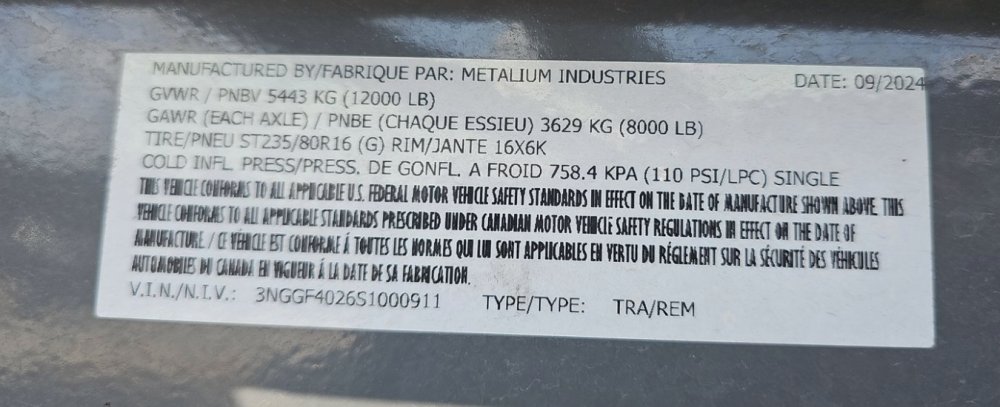 MANUFACTURED BY/FABRIQUE PAR: METALIUM INDUSTRIES DATE: 09/2024
GVWR / PNBV 5443 KG (12000 LB)
GAWR (EACH AXLE) / PNBE (CHAQUE ESSIEU) 3629 KG (8000 LB)
TIRE/PNEU ST235/80R16 (G) RIM/JANTE 16X6K
COLD INFL. PRESS/PRESS. DE GONFL. A FROID 758.4 KPA (110 PSI/LPC) SINGLE
THIS VEHICLE CONFORMS TO ALL APPLICABLE U.S. FEDERAL MOTOR VEHICLE SAFETY STANDARDS IN EFFECT ON THE DATE OF MANUFACTURE SHOWN ABOVE. THIS
VEHICLE CONFORMS TO ALL APPLICABLE STANDARDS PRESCRIBED UNDER CANADIAN MOTOR VEHICLE SAFETY REGULATIONS IN EFFECT ON THE DATE OF
MANUFACTURE. / CE VÉHICLE EST CONFORME Á TOUTES LES NORMES QUI LUI SONT APPLICABLES EN VERTU DU RÉGLEMENT SUR LA SÉCURITÉ DES VÉHICULES
AUTOMOBILES DU CANADA EN VIGUEUR Á LA DATE DE SA FABRICATION.
V.I.N./N.I.V.: 3NGGF4026S1000911 TYPE/TYPE: TRA/REM